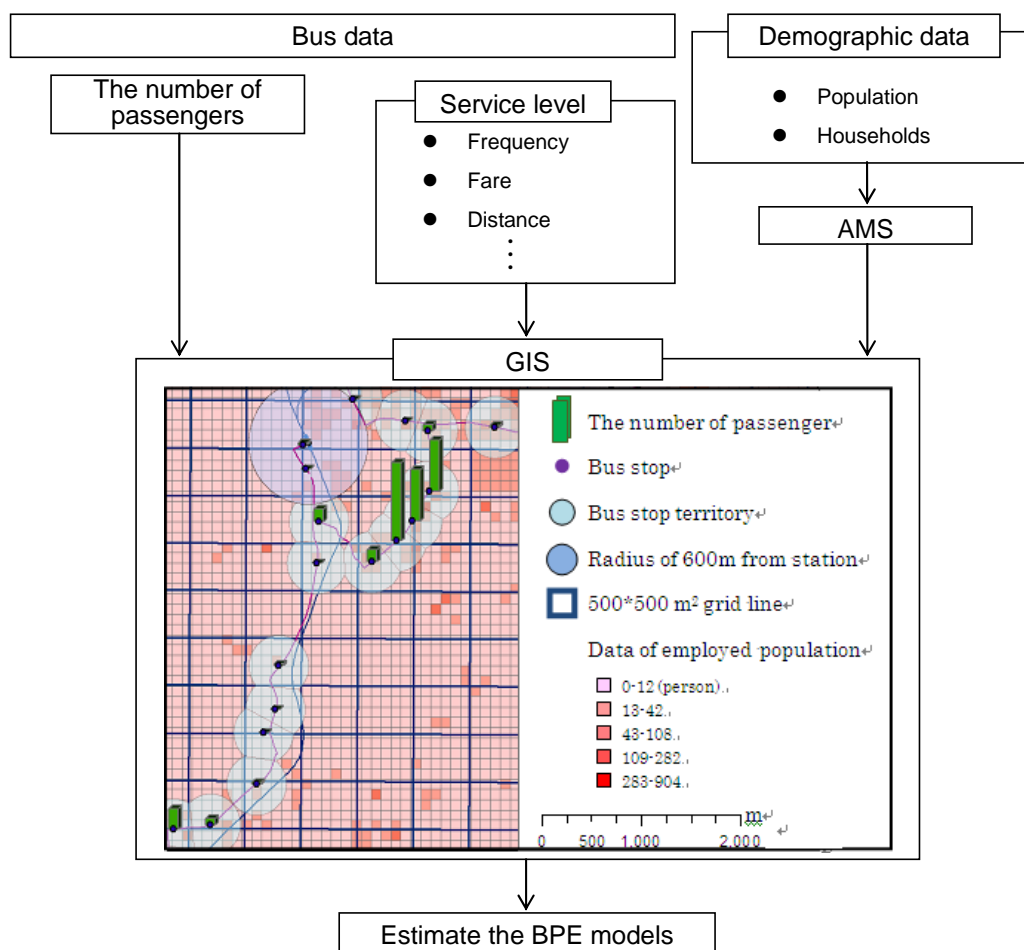 Bus data
Demographic data
The number of
passengers
Service level
● Population
● Households
● Frequency
● Fare
● Distance
⋮
AMS
GIS
The number of passenger↵
Bus stop↵
Bus stop territory↵
Radius of 600m from station↵
500*500 m² grid line↵
Data of employed population↵
0-12 (person).↓
13-42.↓
43-108.↓
109-282.↓
283-904.↓
m↵
↵
0 500 1,000 2,000
Estimate the BPE models